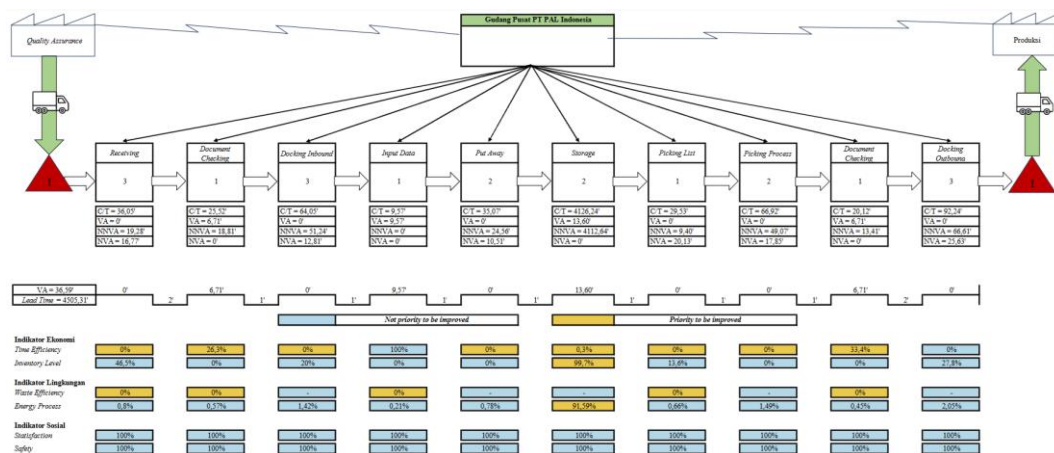 Gudang Pusat PT PAL Indonesia
Quality Assurance
Produksi
Receiving
Document Checking
Docking Inbound
Input Data
Put Away
Storage
Picking List
Picking Process
Document Checking
Docking Outbound
I 3 1 3 1 2 2 1 2 1 3 I
C/T = 36,05' C/T = 25,52' C/T = 64,05' C/T = 9,57' C/T = 35,07' C/T = 4126,24' C/T = 29,53' C/T = 66,92' C/T = 20,12' C/T = 92,24'
VA = 0' VA = 6,71' VA = 0' VA = 9,57' VA = 0' VA = 13,60' VA = 0' VA = 0' VA = 6,71' VA = 0'
NNVA = 19,28' NNVA = 18,81' NNVA = 51,24' NNVA = 0' NNVA = 24,56' NNVA = 4112,64' NNVA = 9,40' NNVA = 49,07' NNVA = 13,41' NNVA = 66,61'
NVA = 16,77' NVA = 0' NVA = 12,81' NVA = 0' NVA = 10,51' NVA = 0' NVA = 20,13' NVA = 17,85' NVA = 0' NVA = 25,63'
VA = 36,59' 0' 6,71' 0' 9,57' 0' 13,60' 0' 0' 6,71' 0'
Lead Time = 4505,31' 2' 1' 1' 1' 1' 1' 1' 1' 2'
Not priority to be improved Priority to be improved
Indikator Ekonomi
Time Efficiency 0% 26,3% 0% 100% 0% 0,3% 0% 0% 33,4% 0%
Inventory Level 46,5% 0% 20% 0% 0% 99,7% 13,6% 0% 0% 27,8%
Indikator Lingkungan
Waste Efficiency 0% 0% - 0% - - 0% - 0% -
Energy Process 0,8% 0,57% 1,42% 0,21% 0,78% 91,59% 0,66% 1,49% 0,45% 2,05%
Indikator Sosial
Statisfaction 100% 100% 100% 100% 100% 100% 100% 100% 100% 100%
Safety 100% 100% 100% 100% 100% 100% 100% 100% 100% 100%